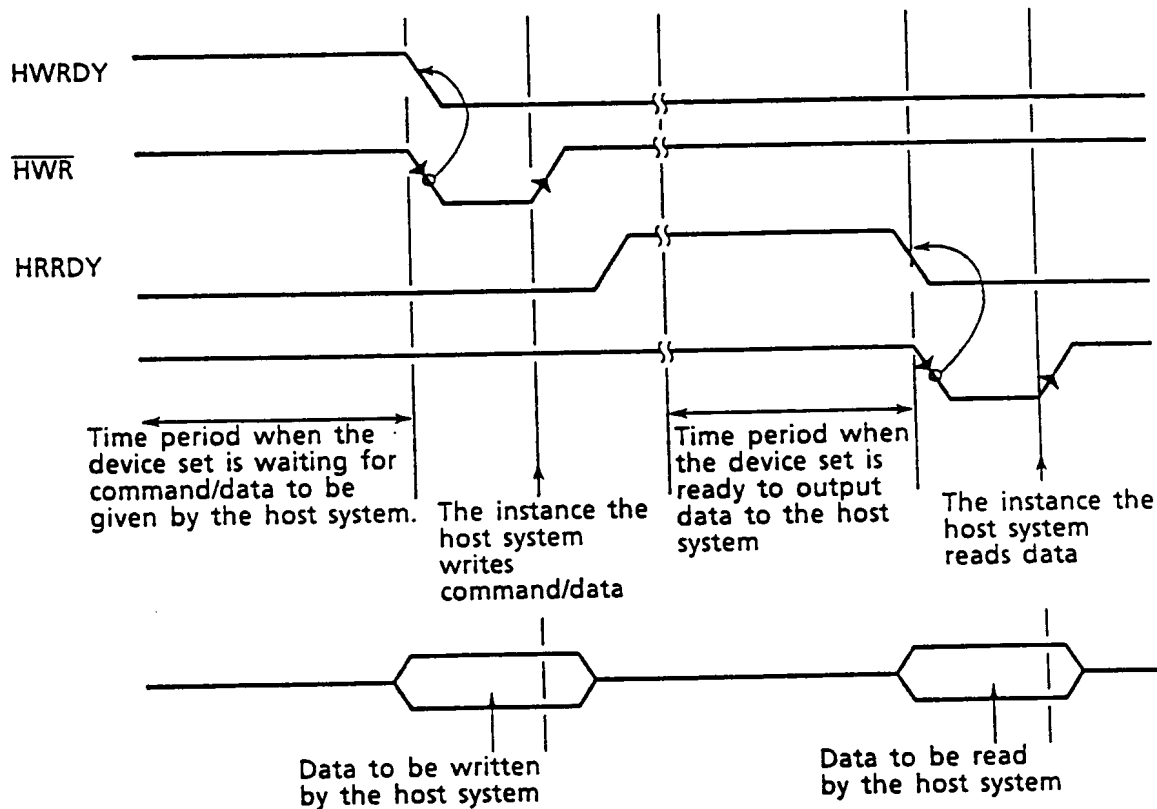 HWRDY
HWR
HRRDY
Time period when the
device set is waiting for
command/data to be
given by the host system.
The instance the
host system
writes
command/data
Time period when
the device set is
ready to output
data to the host
system
The instance the
host system
reads data
Data to be written
by the host system
Data to be read
by the host system